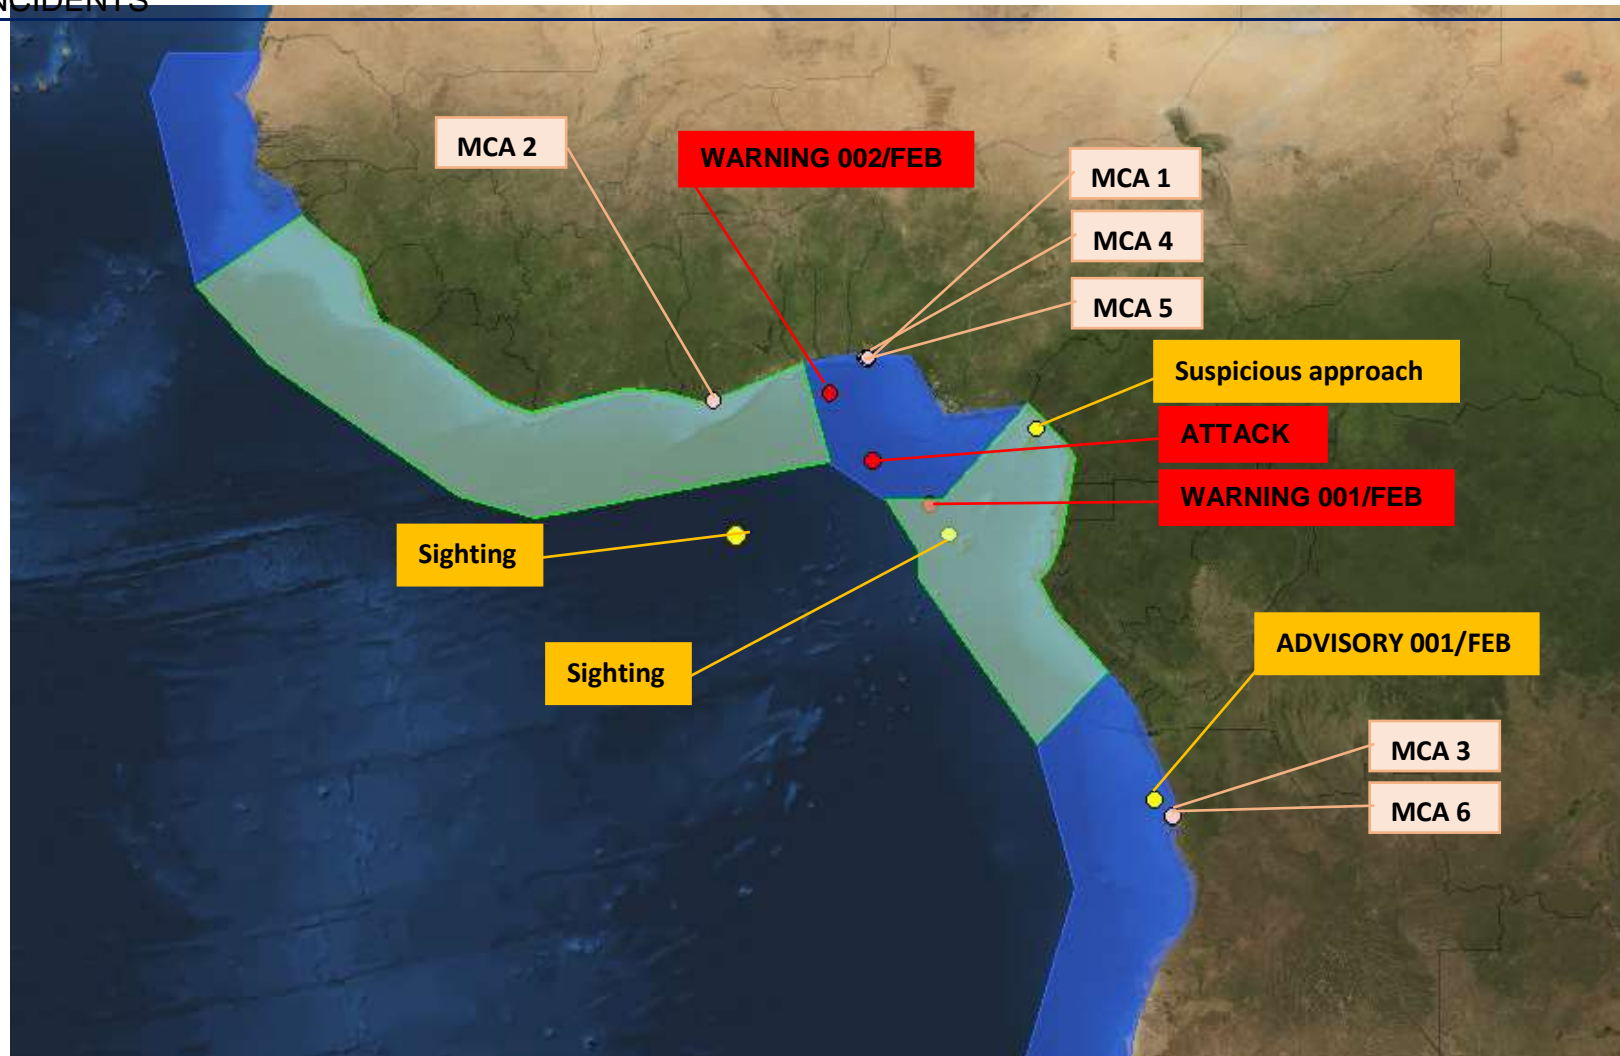 INCIDENTS
MCA 2
WARNING 002/FEB
MCA 1
MCA 4
MCA 5
Suspicious approach
ATTACK
WARNING 001/FEB
Sighting
Sighting
ADVISORY 001/FEB
MCA 3
MCA 6